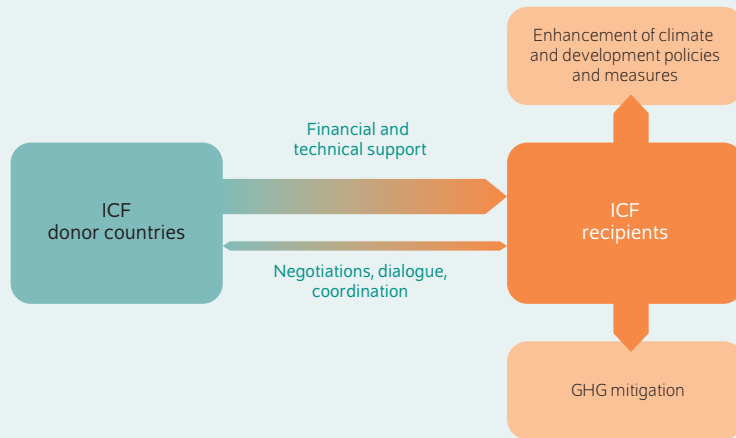 Enhancement of climate
and development policies
and measures
Financial and
technical support
ICF
donor countries
ICF
recipients
Negotiations, dialogue,
coordination
GHG mitigation